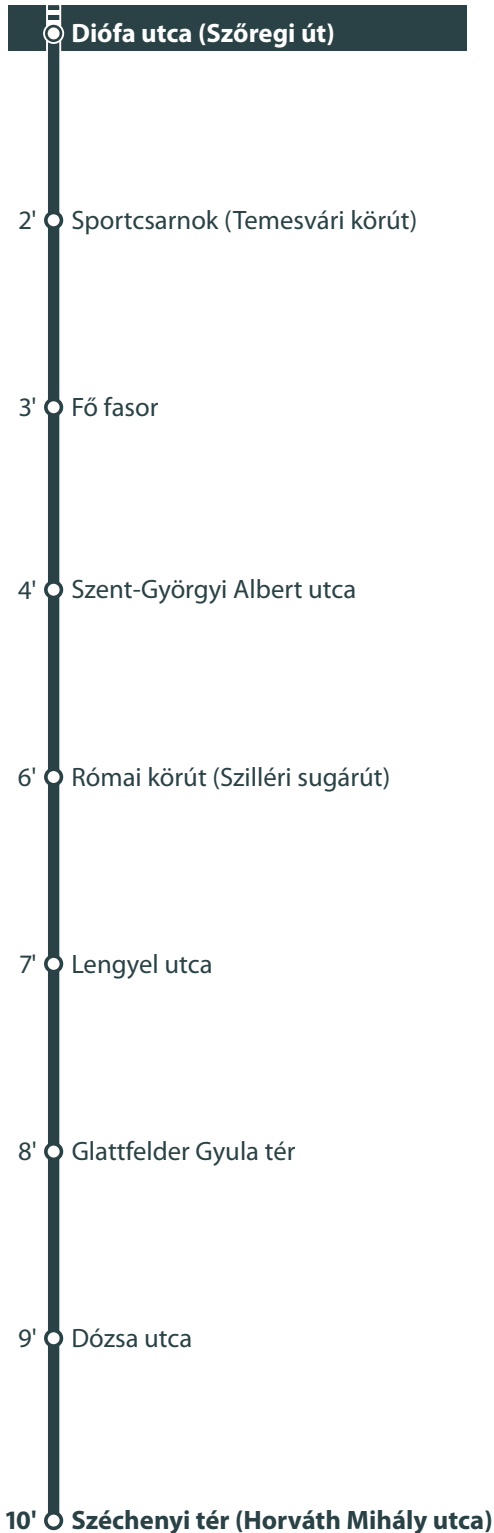 Diófa utca (Szőregi út)
2' Sportcsarnok (Temesvári körút)
3' Fő fasor
4' Szent-Györgyi Albert utca
6' Római körút (Szilléri sugárút)
7' Lengyel utca
8' Glattfelder Gyula tér
9' Dózsa utca
10' Széchenyi tér (Horváth Mihály utca)